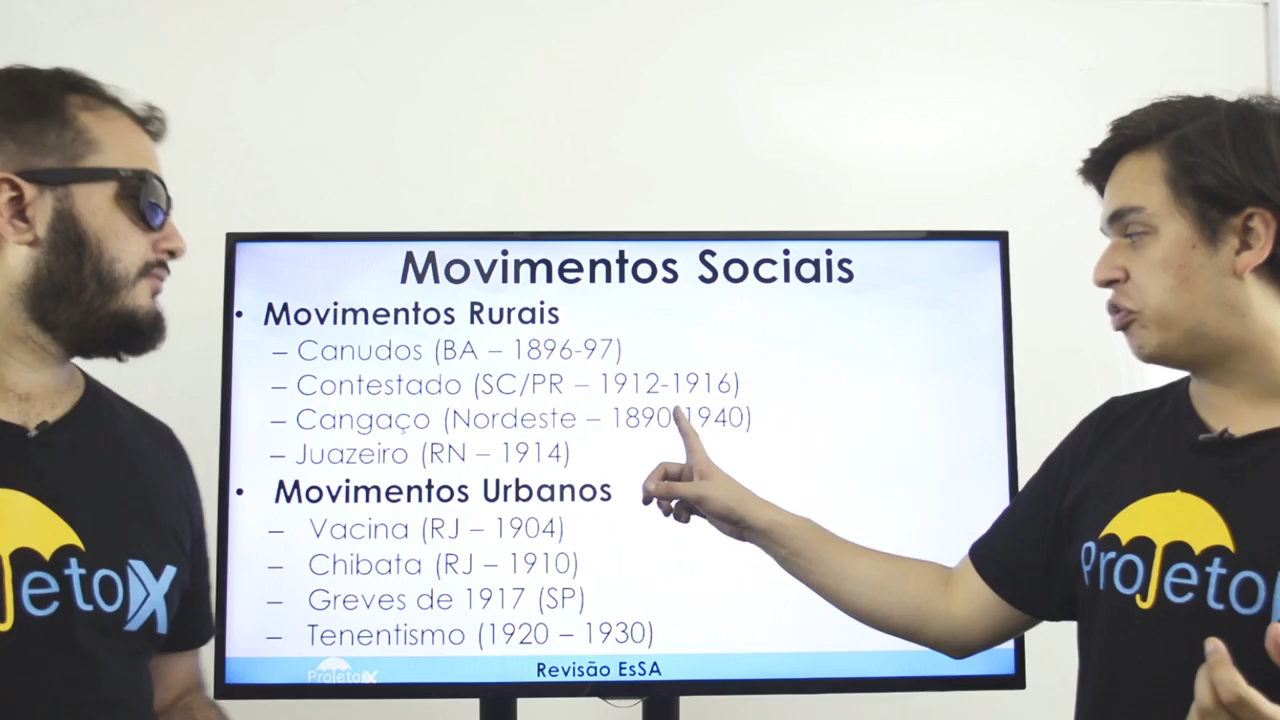 Movimentos Sociais
• Movimentos Rurais
– Canudos (BA – 1896-97)
– Contestado (SC/PR – 1912-1916)
– Cangaço (Nordeste – 1890 1940)
– Juazeiro (RN – 1914)
• Movimentos Urbanos
– Vacina (RJ – 1904)
– Chibata (RJ – 1910)
– Greves de 1917 (SP)
– Tenentismo (1920 – 1930)
ProjetoX
Revisão EsSA
jetoX
Projeto